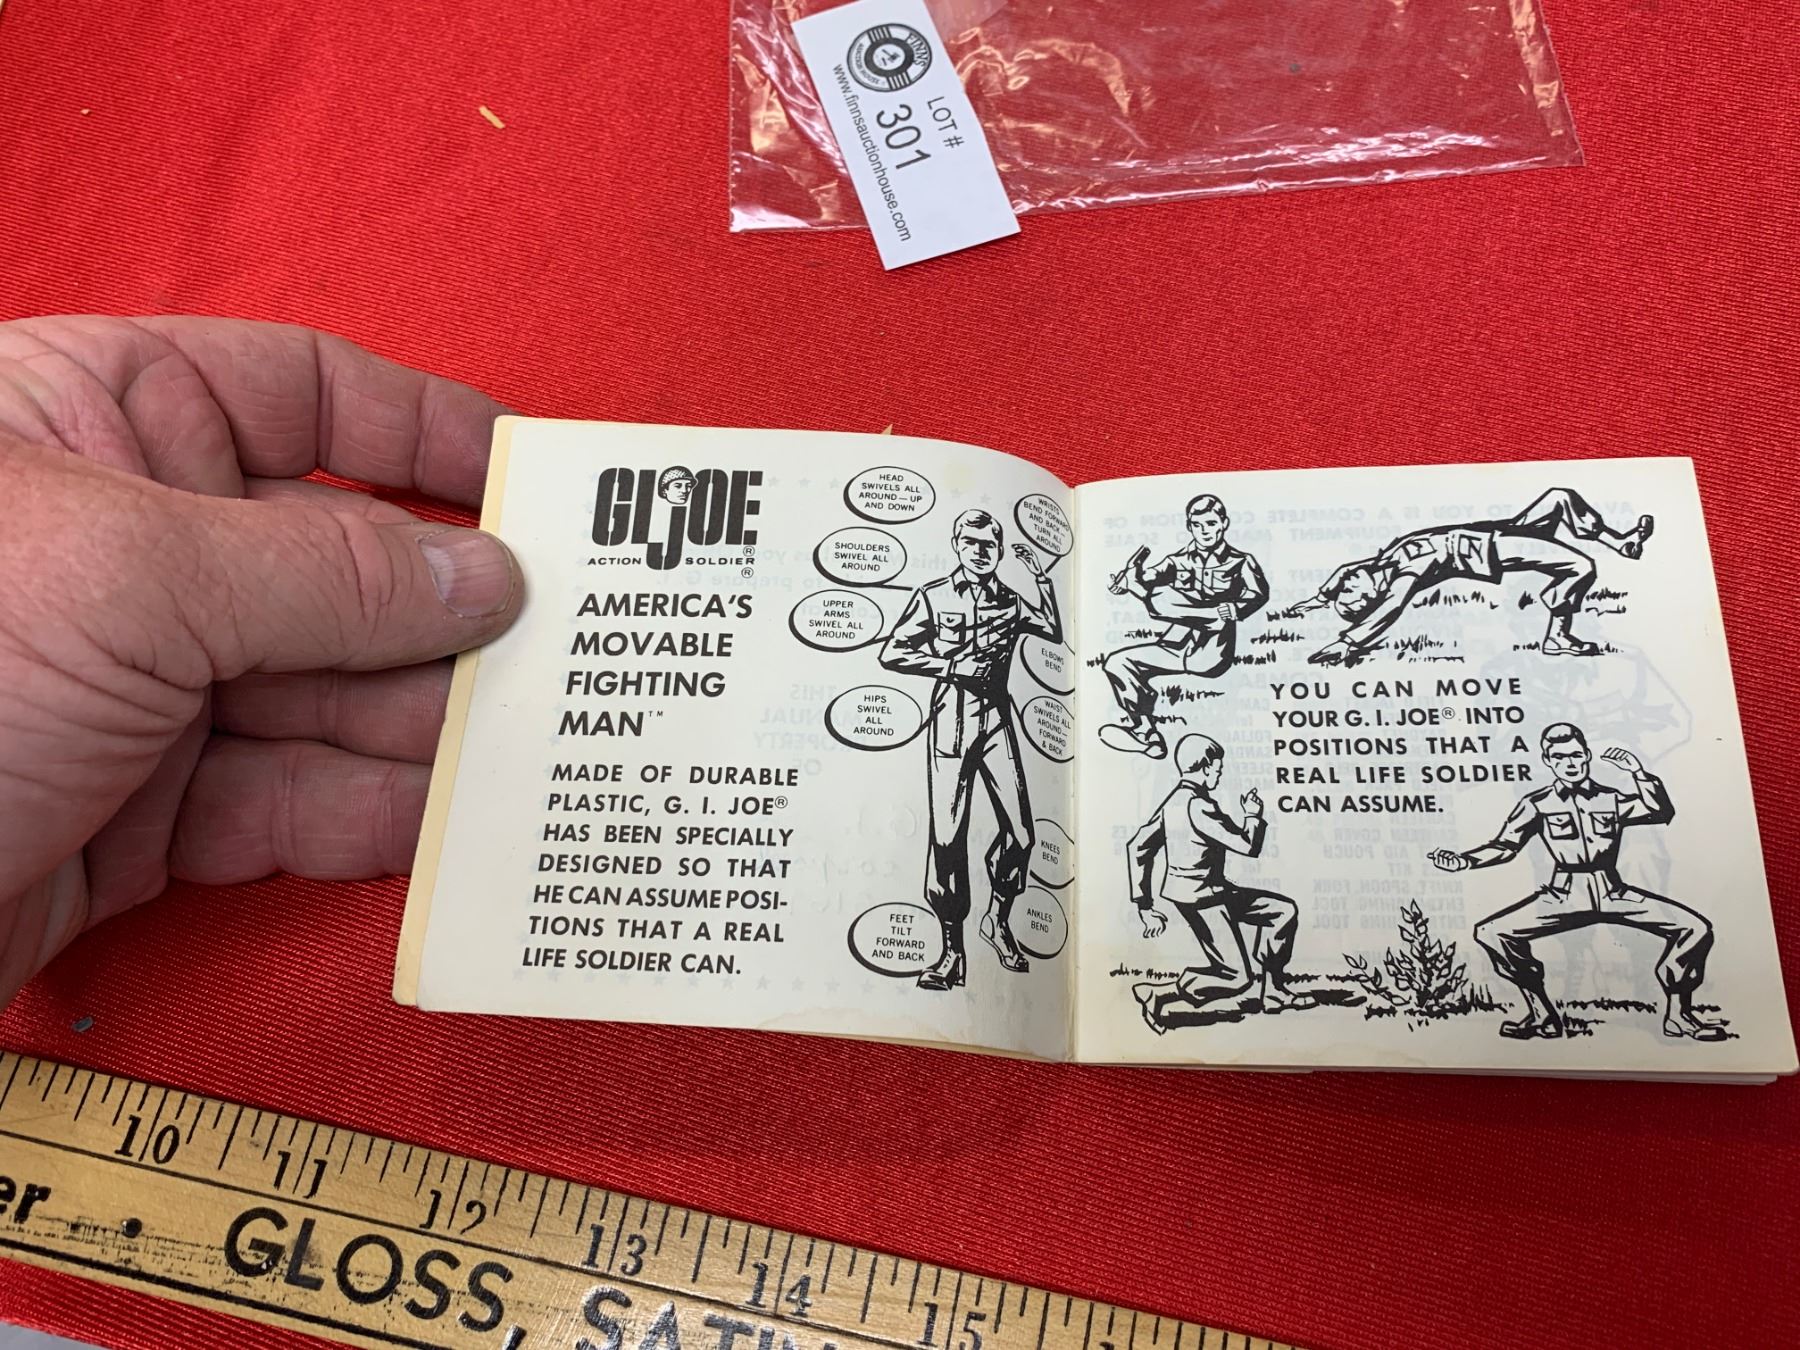 FINNS
AUCTION HOUSE
www.finnsauctionhouse.com
LOT #
301
GIJOE
ACTION SOLDIER®
®
AMERICA'S
MOVABLE
FIGHTING
MAN™
MADE OF DURABLE
PLASTIC, G. I. JOE®
HAS BEEN SPECIALLY
DESIGNED SO THAT
HE CAN ASSUME POSI-
TIONS THAT A REAL
LIFE SOLDIER CAN.
HEAD
SWIVELS ALL
AROUND—UP
AND DOWN
SHOULDERS
SWIVEL ALL
AROUND
UPPER
ARMS
SWIVEL ALL
AROUND
HIPS
SWIVEL
ALL
AROUND
FEET
TILT
FORWARD
AND BACK
WRISTS
BEND FORWARD
AND BACK
TURN ALL
AROUND
ELBOWS
BEND
WAIST
SWIVELS ALL
AROUND—
FORWARD
& BACK
KNEES
BEND
ANKLES
BEND
YOU CAN MOVE
YOUR G. I. JOE® INTO
POSITIONS THAT A
REAL LIFE SOLDIER
CAN ASSUME.
10 11 12 13 14 15
er • GLOSS, SATIN